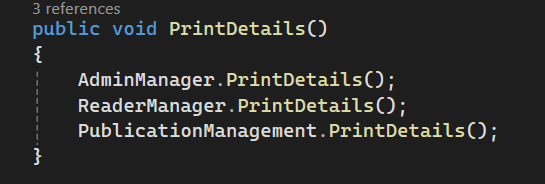 3 references
public void PrintDetails()
{
AdminManager.PrintDetails();
ReaderManager.PrintDetails();
PublicationManagement.PrintDetails();
}